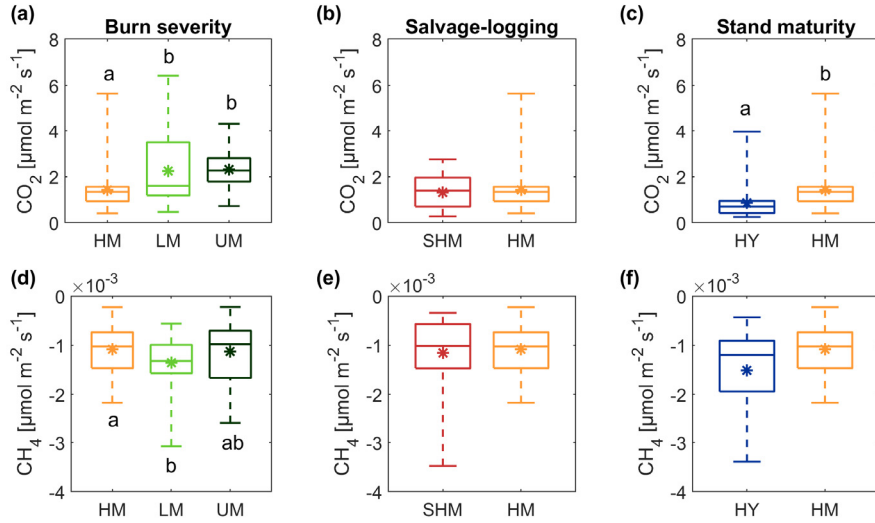 (a) Burn severity
CO2 [μmol m-2 s-1]
8
6
4
2
0
a
b
b
HM LM UM
(b) Salvage-logging
CO2 [μmol m-2 s-1]
8
6
4
2
0
SHM HM
(c) Stand maturity
CO2 [μmol m-2 s-1]
8
6
4
2
0
a
b
HY HM
(d) ×10-3
CH4 [μmol m-2 s-1]
0
-1
-2
-3
-4
a
b
ab
HM LM UM
(e) ×10-3
CH4 [μmol m-2 s-1]
0
-1
-2
-3
-4
SHM HM
(f) ×10-3
CH4 [μmol m-2 s-1]
0
-1
-2
-3
-4
HY HM